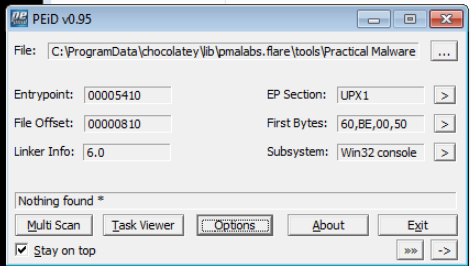 PEiD v0.95
File: C:\ProgramData\chocolatey\lib\pmalabs.flare\tools\Practical Malware ...
Entrypoint: 00005410 EP Section: UPX1 >
File Offset: 00000810 First Bytes: 60,BE,00,50 >
Linker Info: 6.0 Subsystem: Win32 console >
Nothing found *
Multi Scan Task Viewer Options About Exit
Stay on top »» ->